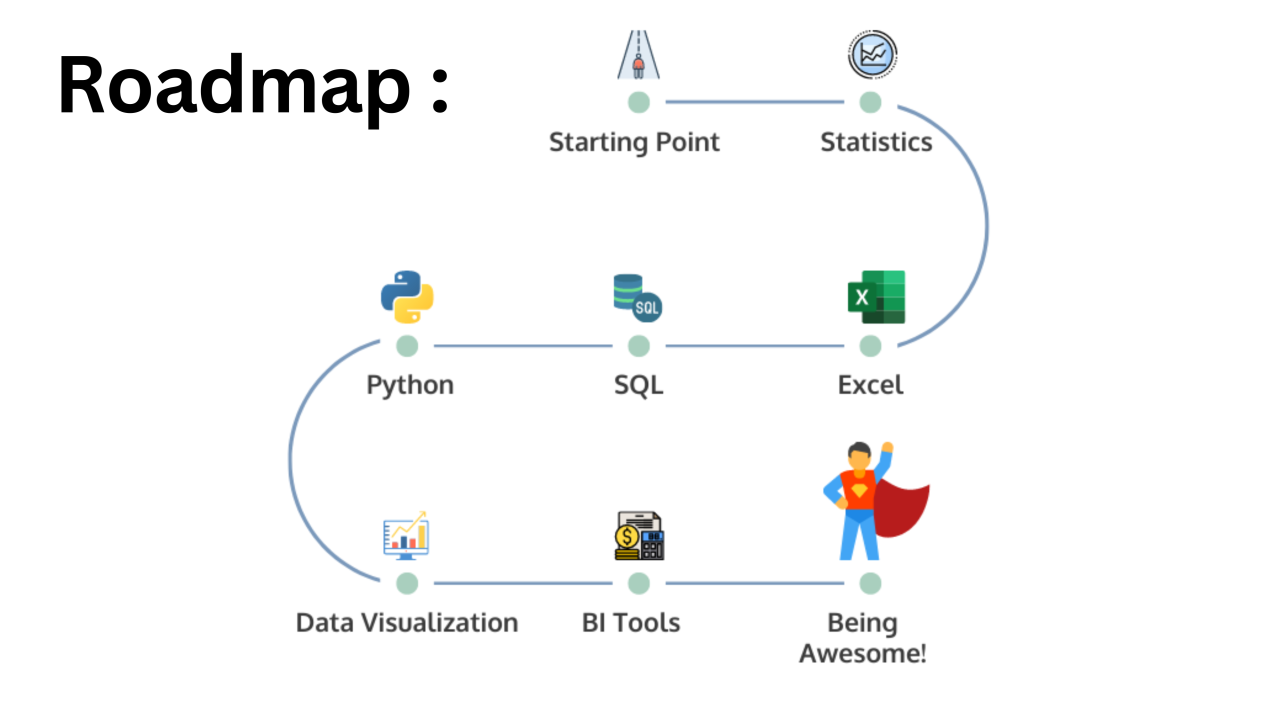 Roadmap :
Starting Point
Statistics
X
Excel
SQL
SQL
Python
Data Visualization
$
BI Tools
Being
Awesome!